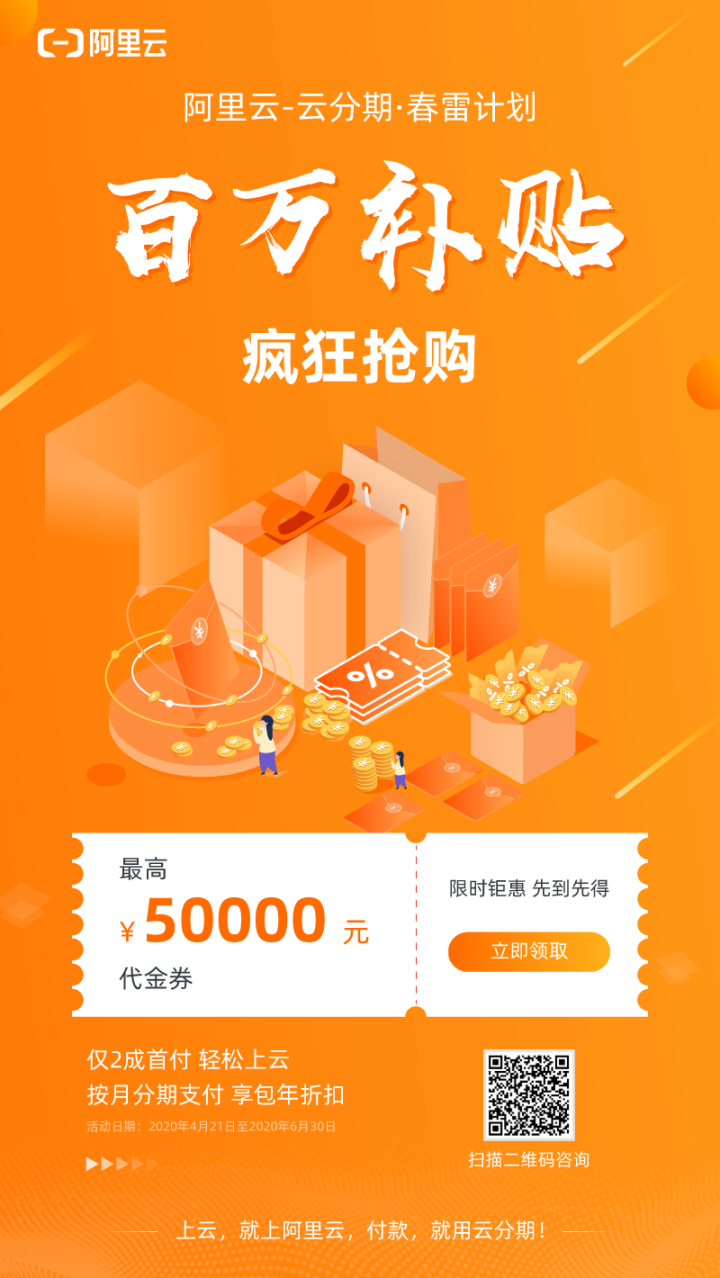 阿里云
阿里云-云分期·春雷计划
百万补贴
疯狂抢购
最高
¥50000 元
代金券
限时钜惠 先到先得
立即领取
仅2成首付 轻松上云
按月分期支付 享包年折扣
活动日期：2020年4月21日至2020年6月30日
扫描二维码咨询
上云，就上阿里云，付款，就用云分期！